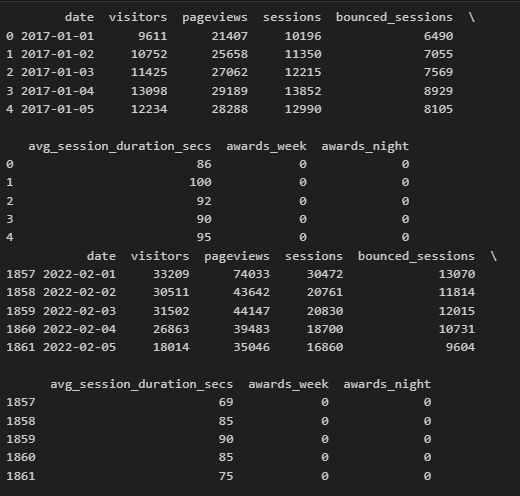 date visitors pageviews sessions bounced_sessions \
0 2017-01-01 9611 21407 10196 6490
1 2017-01-02 10752 25658 11350 7055
2 2017-01-03 11425 27062 12215 7569
3 2017-01-04 13098 29189 13852 8929
4 2017-01-05 12234 28288 12990 8105
avg_session_duration_secs awards_week awards_night
0 86 0 0
1 100 0 0
2 92 0 0
3 90 0 0
4 95 0 0
date visitors pageviews sessions bounced_sessions \
1857 2022-02-01 33209 74033 30472 13070
1858 2022-02-02 30511 43642 20761 11814
1859 2022-02-03 31502 44147 20830 12015
1860 2022-02-04 26863 39483 18700 10731
1861 2022-02-05 18014 35046 16860 9604
avg_session_duration_secs awards_week awards_night
1857 69 0 0
1858 85 0 0
1859 90 0 0
1860 85 0 0
1861 75 0 0